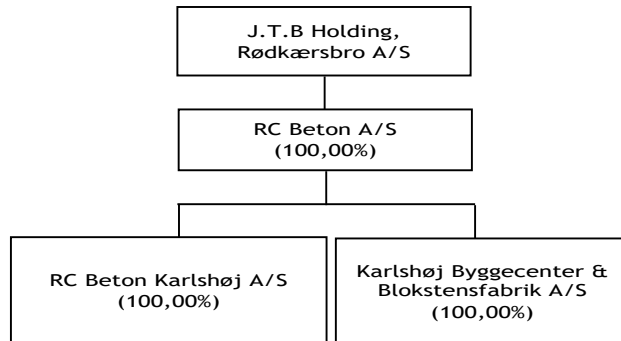 J.T.B Holding,
Rødkærsbro A/S
RC Beton A/S
(100,00%)
RC Beton Karlshøj A/S
(100,00%)
Karlshøj Byggecenter &
Blokstensfabrik A/S
(100,00%)